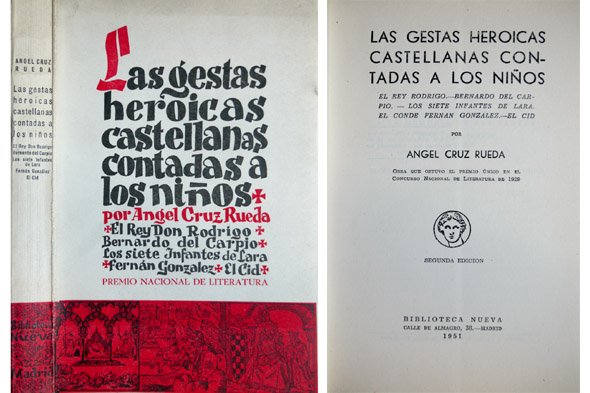 ANGEL CRUZ
RUEDA
Las gestas
heroicas
castellanas
contadas a
los niños
El Rey Don Rodrigo
Bernardo del Carpio
Los siete Infantes
de Lara
Fernán González
El Cid
Biblioteca
Nueva
Madrid
Las gestas
heroicas
castellanas
contadas a
los niños
por Angel Cruz Rueda
El Rey Don Rodrigo
Bernardo del Carpio
Los siete Infantes de Lara
Fernán Gonzalez El Cid
PREMIO NACIONAL DE LITERATURA
LAS GESTAS HEROICAS
CASTELLANAS CON-
TADAS A LOS NIÑOS
EL REY RODRIGO.—BERNARDO DEL CAR-
PIO. — LOS SIETE INFANTES DE LARA.
EL CONDE FERNAN GONZALEZ.—EL CID
POR
ANGEL CRUZ RUEDA
OBRA QUE OBTUVO EL PREMIO ÚNICO EN EL
CONCURSO NACIONAL DE LITERATURA DE 1929
SEGUNDA EDICION
BIBLIOTECA NUEVA
CALLE DE ALMAGRO, 38.—MADRID
1951